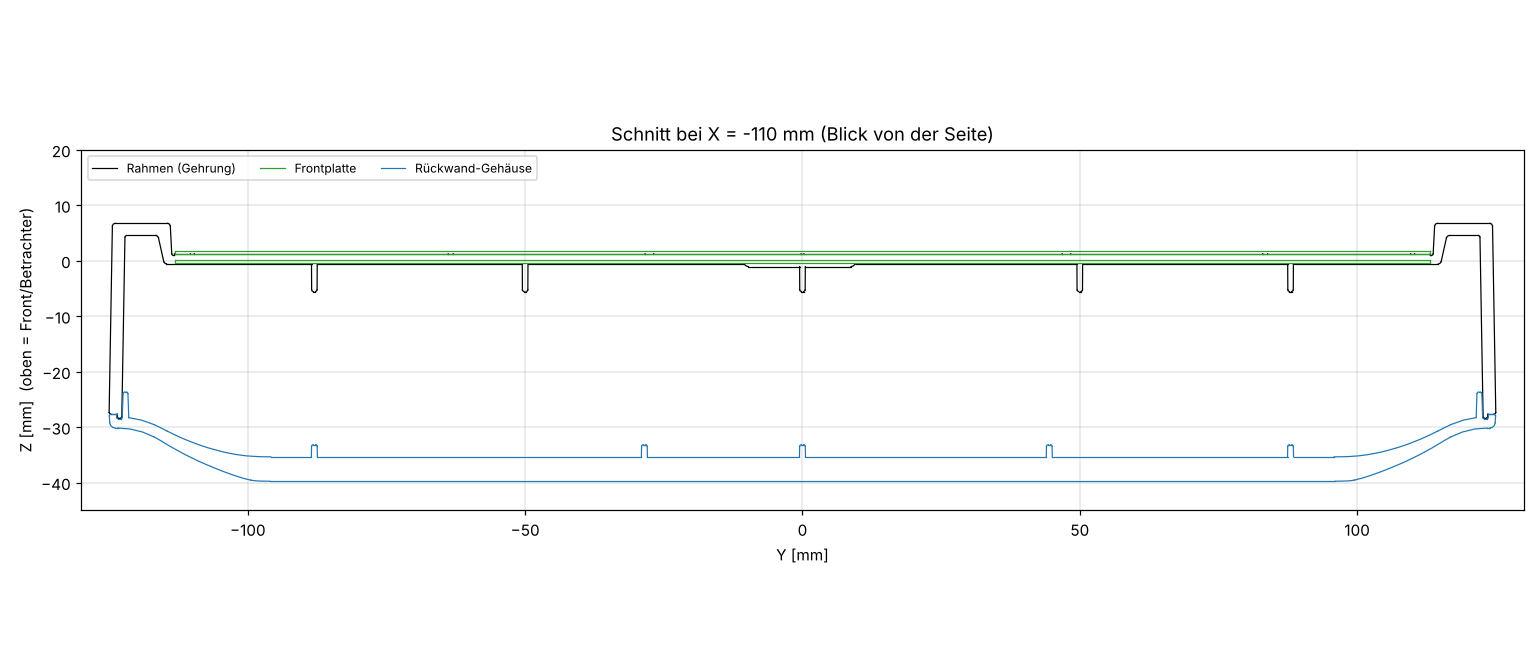 Schnitt bei X = -110 mm (Blick von der Seite)
Rahmen (Gehrung) Frontplatte Rückwand-Gehäuse
20
10
0
−10
−20
−30
−40
Z [mm] (oben = Front/Betrachter)
−100 −50 0 50 100
Y [mm]